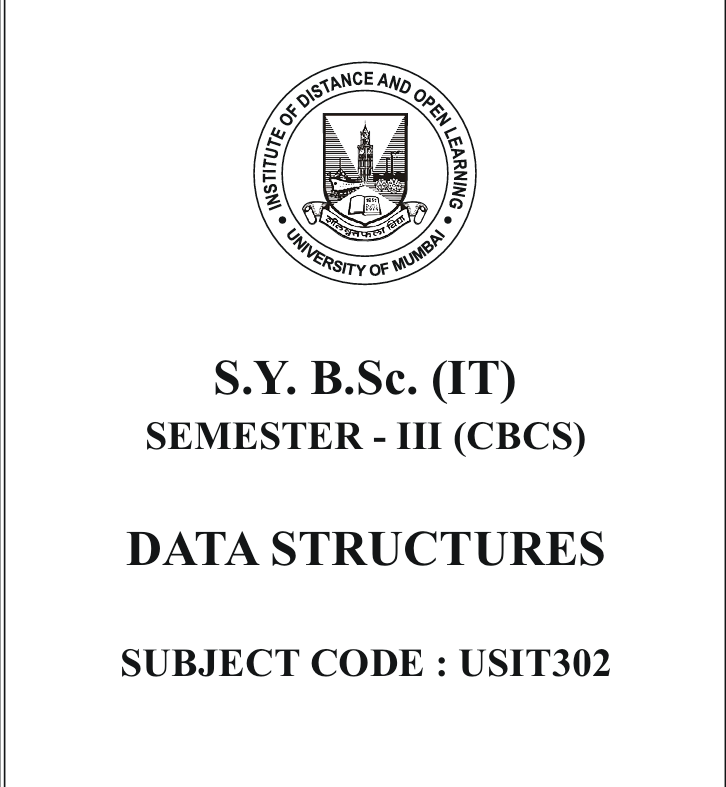 INSTITUTE OF DISTANCE AND OPEN LEARNING
शीलवृतफला विद्या
• UNIVERSITY OF MUMBAI •
S.Y. B.Sc. (IT)
SEMESTER - III (CBCS)
DATA STRUCTURES
SUBJECT CODE : USIT302